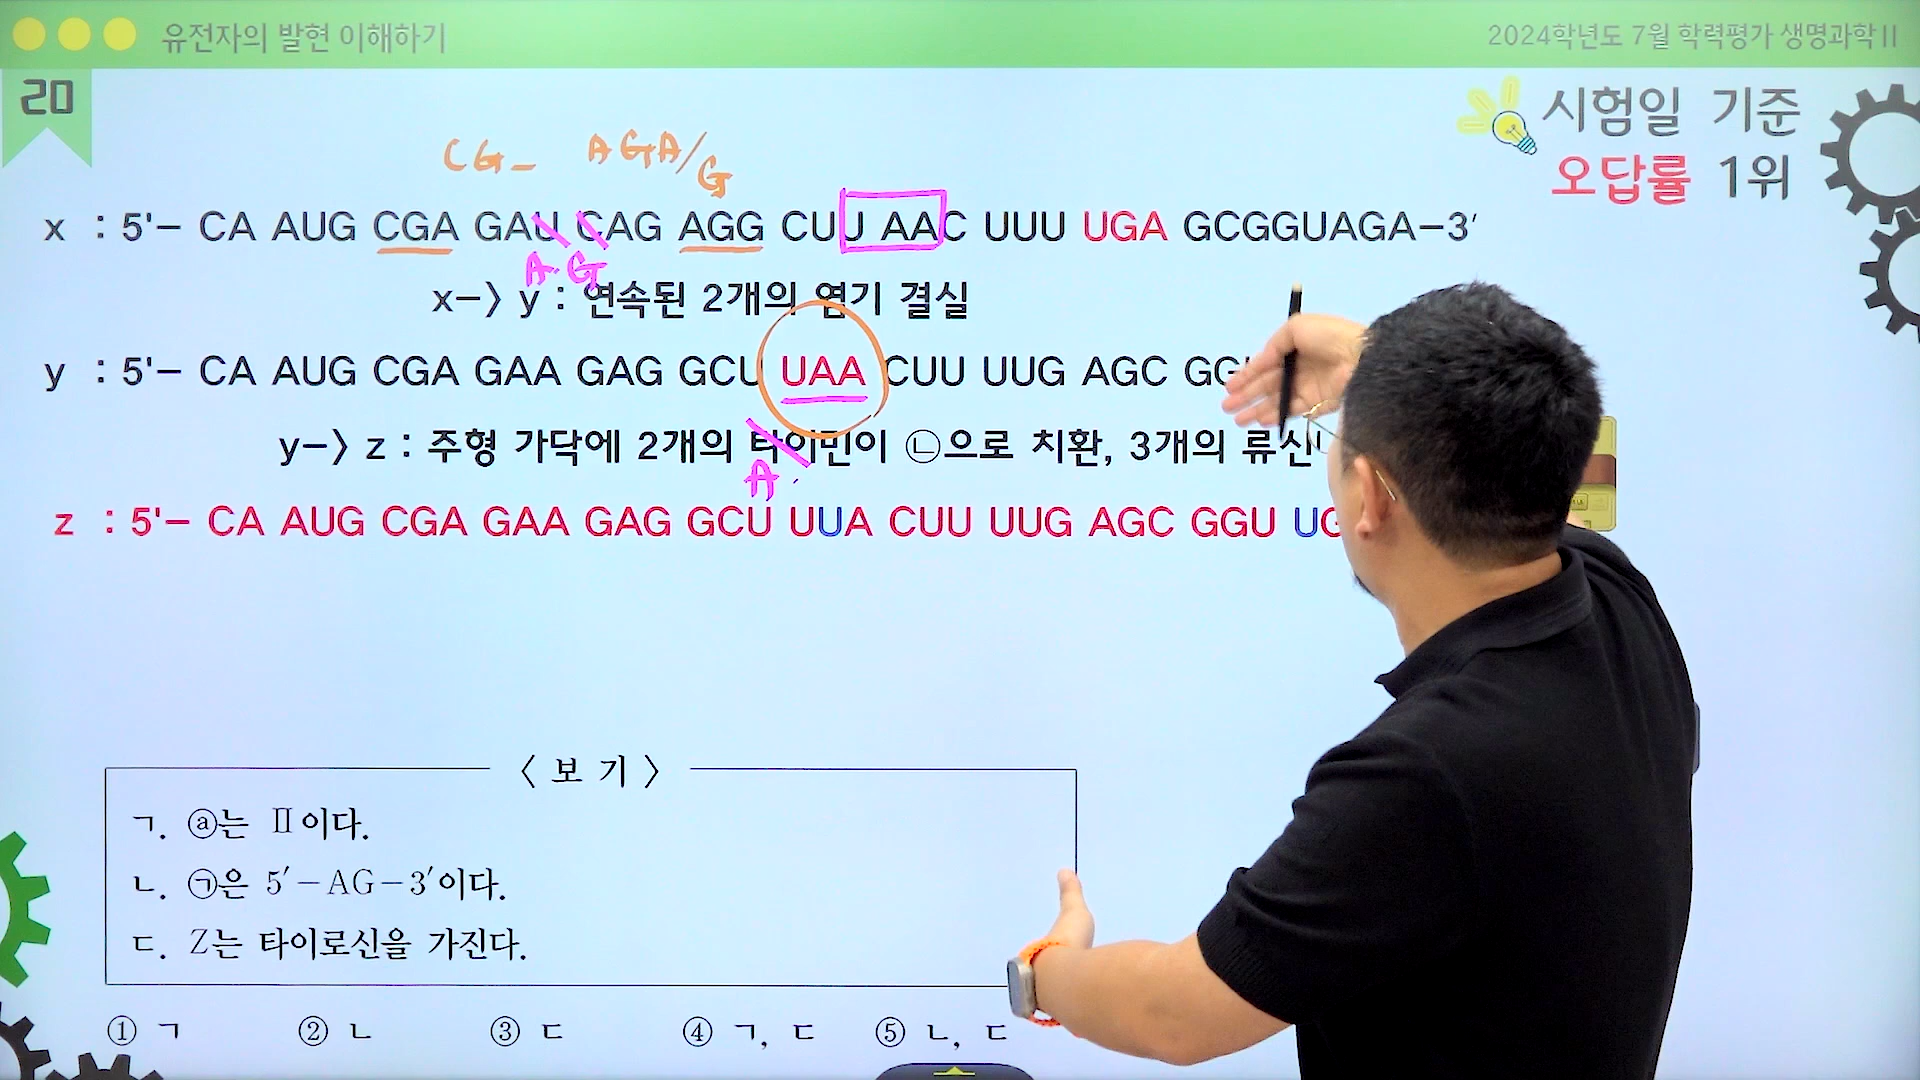 유전자의 발현 이해하기
2024학년도 7월 학력평가 생명과학Ⅱ
20
시험일 기준
오답률 1위
CG_ AGA/G
x : 5'- CA AUG CGA GAU CAG AGG CUU AAC UUU UGA GCGGUAGA-3'
A G
x-> y : 연속된 2개의 염기 결실
y : 5'- CA AUG CGA GAA GAG GCU UAA CUU UUG AGC GG
y-> z : 주형 가닥에 2개의 타이민이 ㉡으로 치환, 3개의 류신
A
z : 5'- CA AUG CGA GAA GAG GCU UUA CUU UUG AGC GGU UG
< 보 기 >
ㄱ. ⓐ는 Ⅱ이다.
ㄴ. ㉠은 5′-AG-3′이다.
ㄷ. Z는 타이로신을 가진다.
① ㄱ ② ㄴ ③ ㄷ ④ ㄱ, ㄷ ⑤ ㄴ, ㄷ